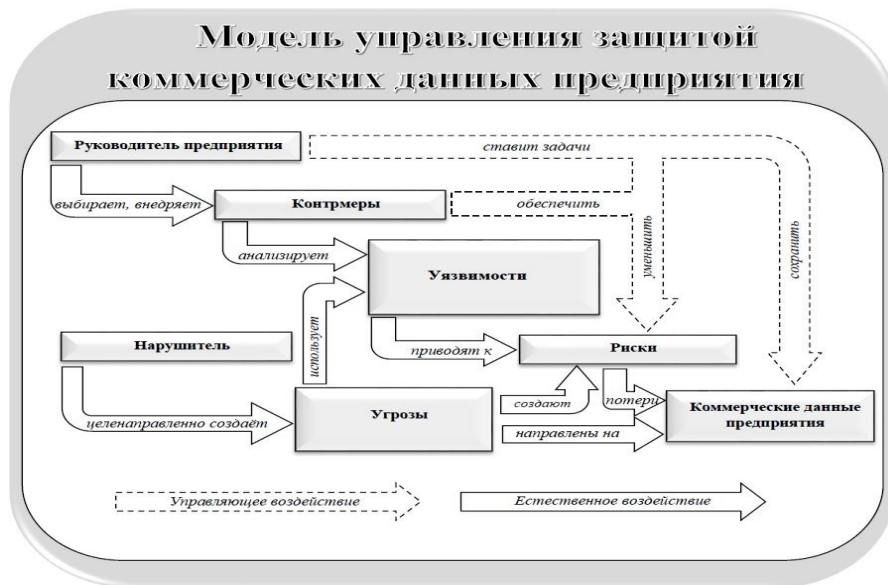 Модель управления защитой
коммерческих данных предприятия
Руководитель предприятия
ставит задачи
выбирает, внедряет
Контрмеры
обеспечить
уменьшить
сохранить
анализирует
Уязвимости
использует
Нарушитель
приводят к
Риски
целенаправленно создаёт
Угрозы
создают
потери
направлены на
Коммерческие данные
предприятия
Управляющее воздействие
Естественное воздействие